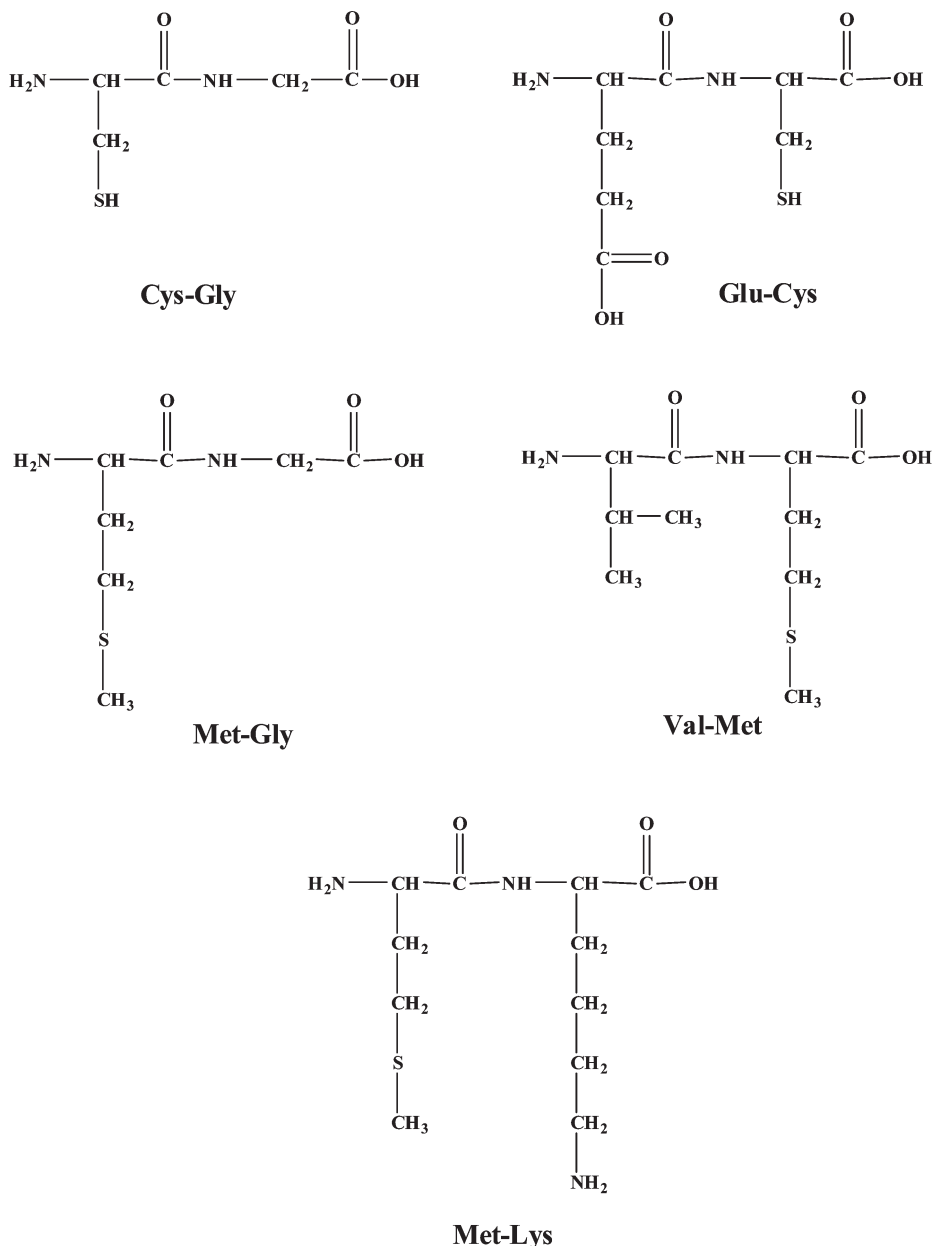 O O
H₂N CH C NH CH₂ C OH
CH₂
SH
Cys-Gly
O O
H₂N CH C NH CH C OH
CH₂ CH₂
CH₂ SH
C O
OH
Glu-Cys
O O
H₂N CH C NH CH₂ C OH
CH₂
CH₂
S
CH₃
Met-Gly
O O
H₂N CH C NH CH C OH
CH CH₃ CH₂
CH₃ CH₂
S
CH₃
Val-Met
O O
H₂N CH C NH CH C OH
CH₂ CH₂
CH₂ CH₂
S CH₂
CH₃ CH₂
NH₂
Met-Lys